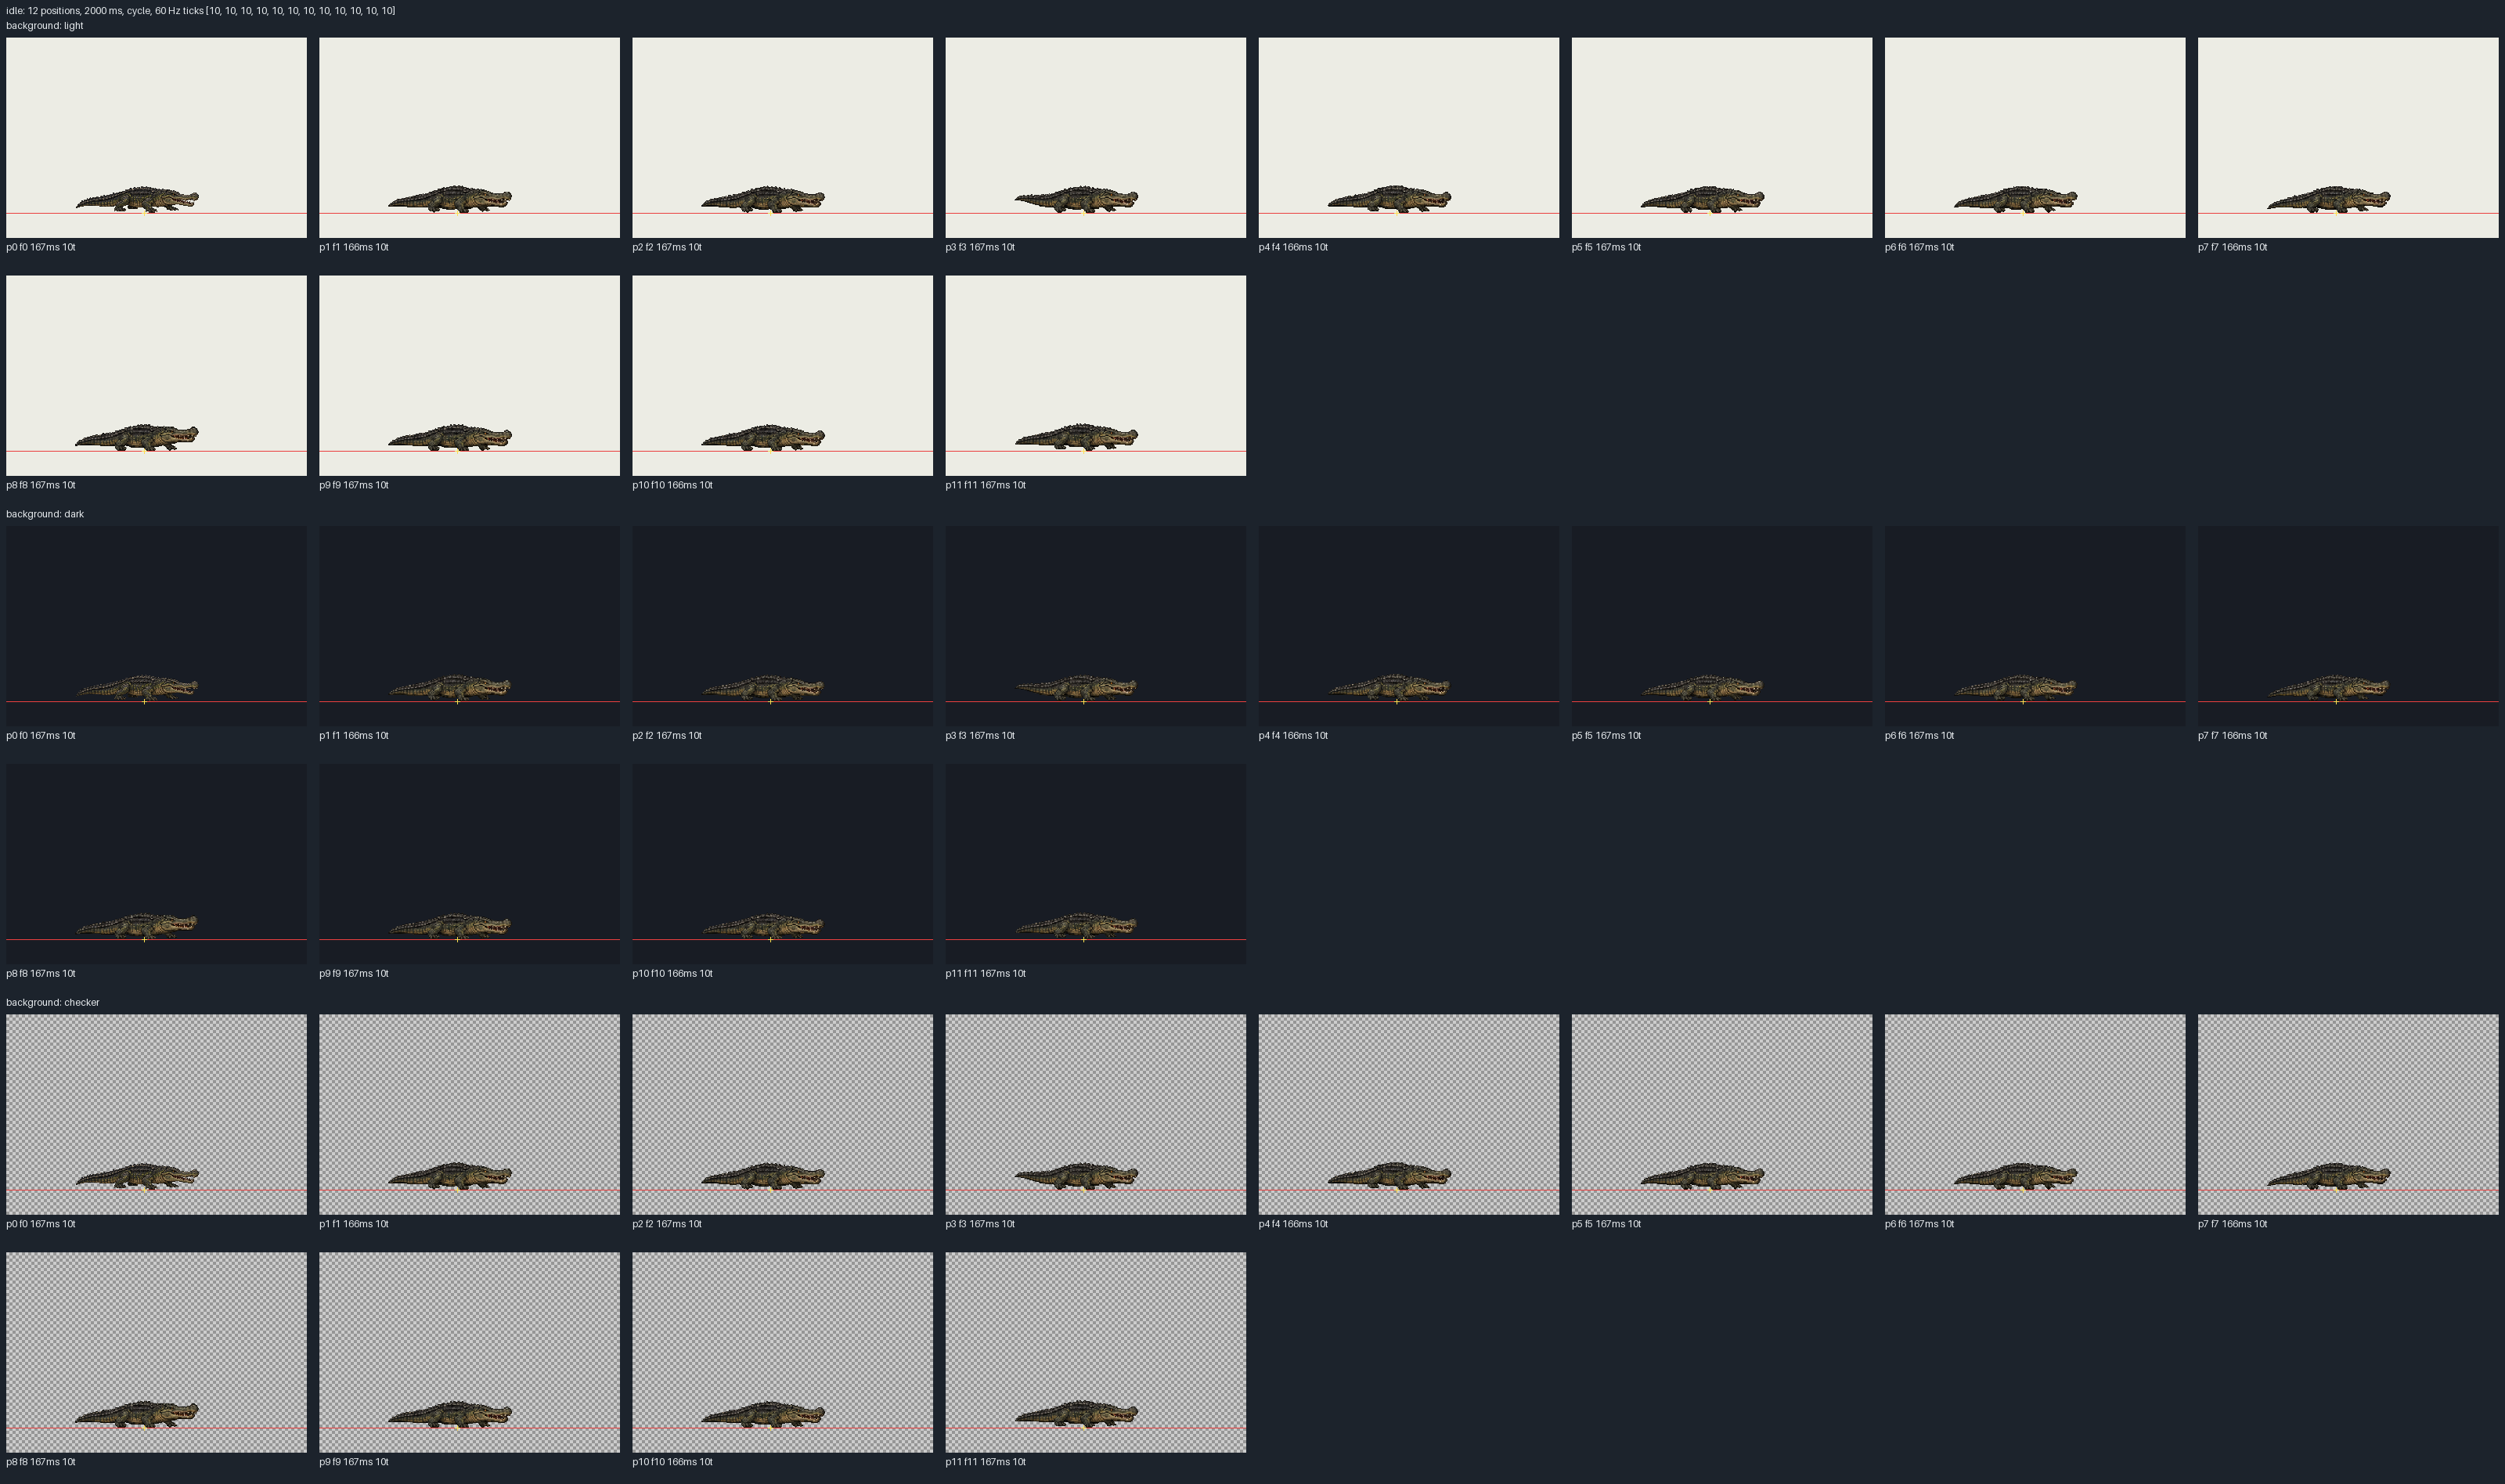 idle: 12 positions, 2000 ms, cycle, 60 Hz ticks [10, 10, 10, 10, 10, 10, 10, 10, 10, 10, 10, 10]
background: light
p0 f0 167ms 10t p1 f1 166ms 10t p2 f2 167ms 10t p3 f3 167ms 10t p4 f4 166ms 10t p5 f5 167ms 10t p6 f6 167ms 10t p7 f7 166ms 10t
p8 f8 167ms 10t p9 f9 167ms 10t p10 f10 166ms 10t p11 f11 167ms 10t
background: dark
p0 f0 167ms 10t p1 f1 166ms 10t p2 f2 167ms 10t p3 f3 167ms 10t p4 f4 166ms 10t p5 f5 167ms 10t p6 f6 167ms 10t p7 f7 166ms 10t
p8 f8 167ms 10t p9 f9 167ms 10t p10 f10 166ms 10t p11 f11 167ms 10t
background: checker
p0 f0 167ms 10t p1 f1 166ms 10t p2 f2 167ms 10t p3 f3 167ms 10t p4 f4 166ms 10t p5 f5 167ms 10t p6 f6 167ms 10t p7 f7 166ms 10t
p8 f8 167ms 10t p9 f9 167ms 10t p10 f10 166ms 10t p11 f11 167ms 10t